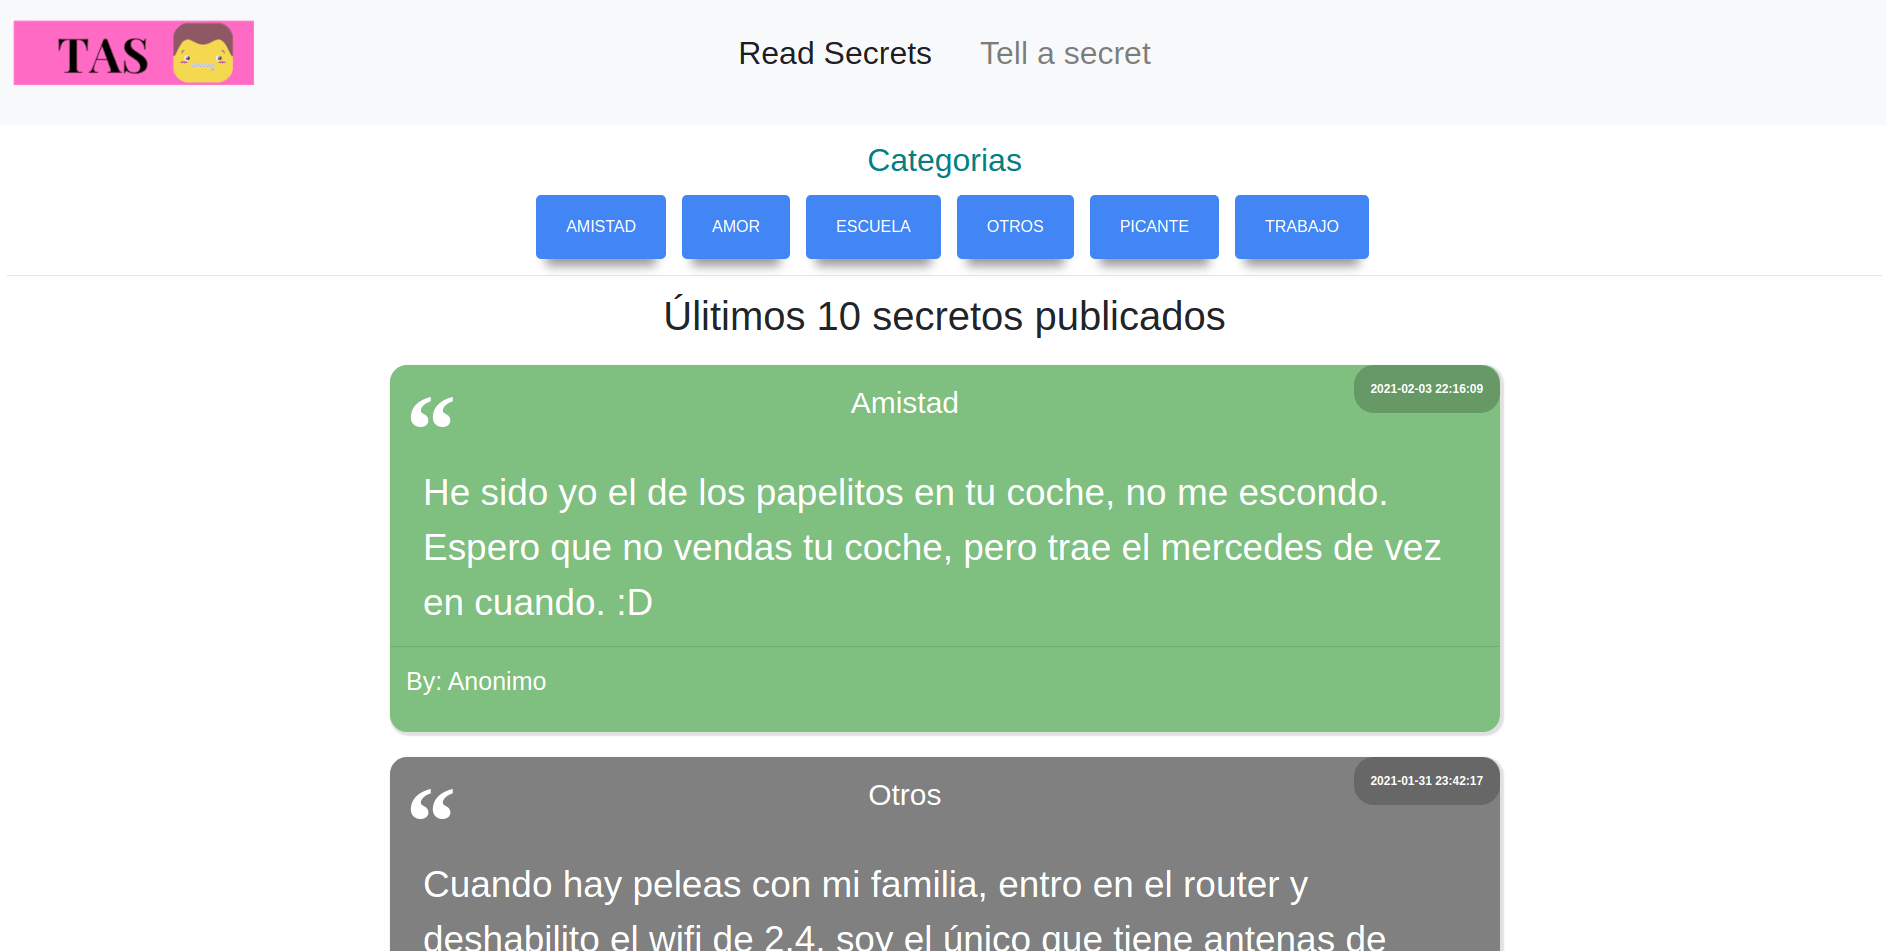 TAS
Read Secrets
Tell a secret
Categorias
AMISTAD
AMOR
ESCUELA
OTROS
PICANTE
TRABAJO
Úlitimos 10 secretos publicados
“
Amistad
2021-02-03 22:16:09
He sido yo el de los papelitos en tu coche, no me escondo.
Espero que no vendas tu coche, pero trae el mercedes de vez
en cuando. :D
By: Anonimo
“
Otros
2021-01-31 23:42:17
Cuando hay peleas con mi familia, entro en el router y
deshabilito el wifi de 2.4, soy el único que tiene antenas de